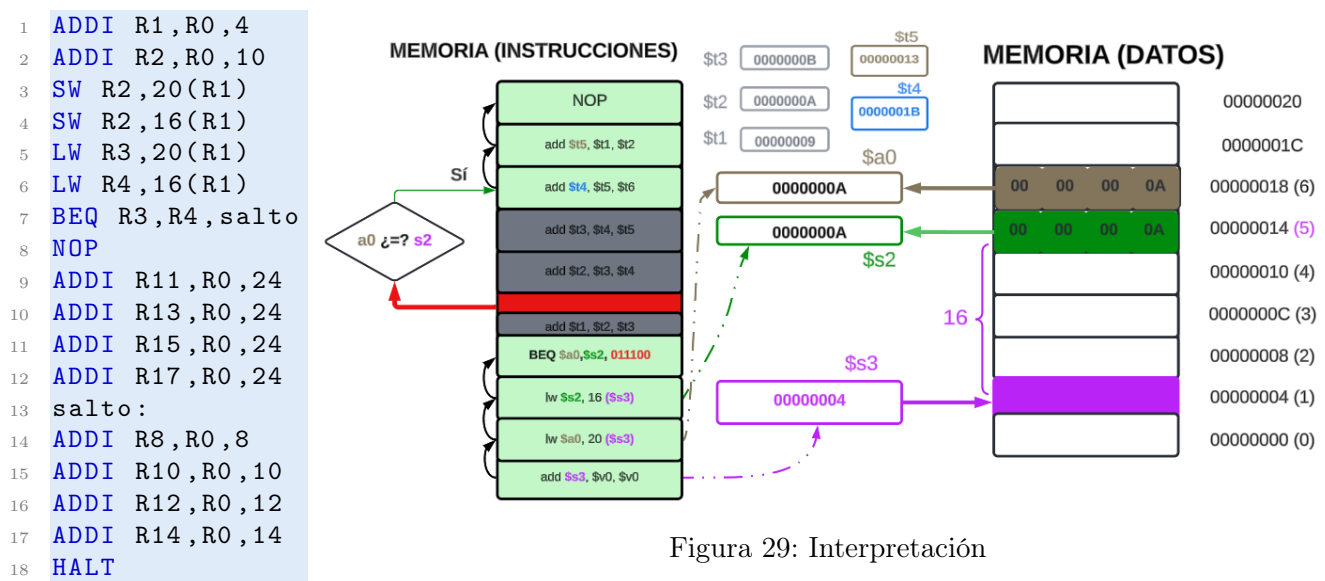 1 ADDI R1,R0,4
2 ADDI R2,R0,10
3 SW R2,20(R1)
4 SW R2,16(R1)
5 LW R3,20(R1)
6 LW R4,16(R1)
7 BEQ R3,R4,salto
8 NOP
9 ADDI R11,R0,24
10 ADDI R13,R0,24
11 ADDI R15,R0,24
12 ADDI R17,R0,24
13 salto:
14 ADDI R8,R0,8
15 ADDI R10,R0,10
16 ADDI R12,R0,12
17 ADDI R14,R0,14
18 HALT
MEMORIA (INSTRUCCIONES)
NOP
add $t5, $t1, $t2
add $t4, $t5, $t6
add $t3, $t4, $t5
add $t2, $t3, $t4
add $t1, $t2, $t3
BEQ $a0,$s2, 011100
lw $s2, 16 ($s3)
lw $a0, 20 ($s3)
add $s3, $v0, $v0
Sí
a0 ¿=? s2
$t3 0000000B
$t2 0000000A
$t1 00000009
$t5
00000013
$t4
0000001B
$a0
0000000A
0000000A
$s2
$s3
00000004
16
MEMORIA (DATOS)
00000020
0000001C
00 00 00 0A 00000018 (6)
00 00 00 0A 00000014 (5)
00000010 (4)
0000000C (3)
00000008 (2)
00000004 (1)
00000000 (0)
Figura 29: Interpretación